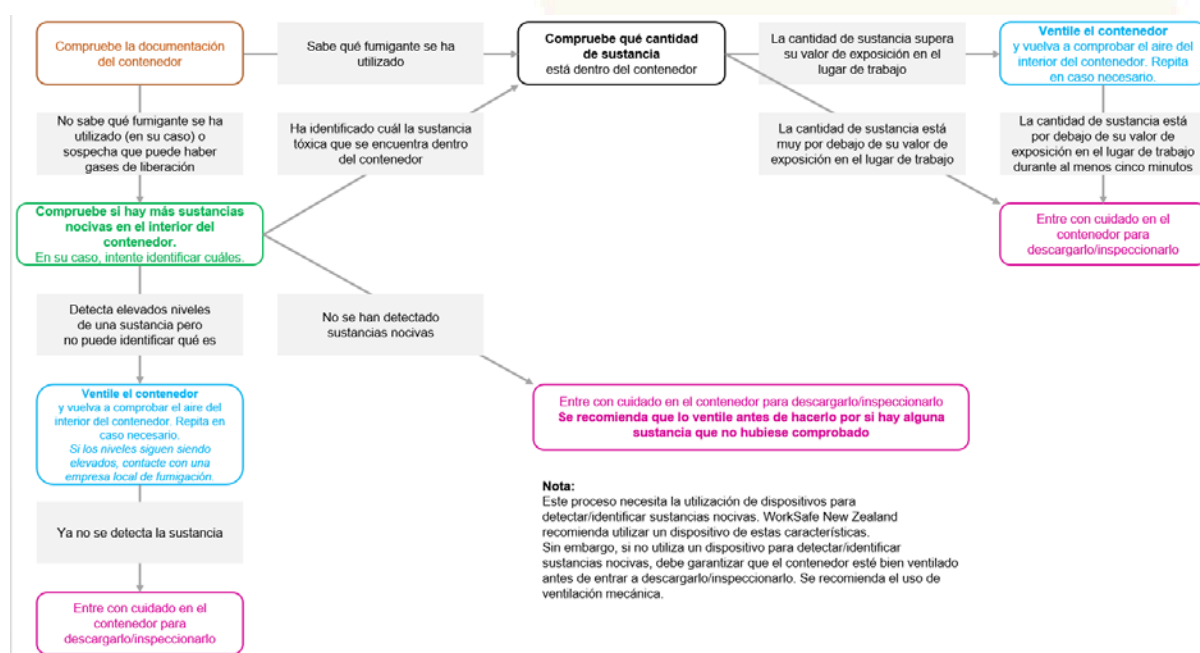 Compruebe la documentación
del contenedor
Sabe qué fumigante se ha
utilizado
Compruebe qué cantidad
de sustancia
está dentro del contenedor
La cantidad de sustancia supera
su valor de exposición en el
lugar de trabajo
Ventile el contenedor
y vuelva a comprobar el aire del
interior del contenedor. Repita
en caso necesario.
No sabe qué fumigante se ha
utilizado (en su caso) o
sospecha que puede haber
gases de liberación
Ha identificado cuál la sustancia
tóxica que se encuentra dentro
del contenedor
La cantidad de sustancia está
muy por debajo de su valor de
exposición en el lugar de trabajo
La cantidad de sustancia está
por debajo de su valor de
exposición en el lugar de trabajo
durante al menos cinco minutos
Compruebe si hay más sustancias
nocivas en el interior del
contenedor.
En su caso, intente identificar cuáles.
Entre con cuidado en el
contenedor para
descargarlo/inspeccionarlo
Detecta elevados niveles
de una sustancia pero
no puede identificar qué es
No se han detectado
sustancias nocivas
Ventile el contenedor
y vuelva a comprobar el aire del
interior del contenedor. Repita en
caso necesario.
Si los niveles siguen siendo
elevados, contacte con una
empresa local de fumigación.
Entre con cuidado en el contenedor para descargarlo/inspeccionarlo
Se recomienda que lo ventile antes de hacerlo por si hay alguna
sustancia que no hubiese comprobado
Ya no se detecta la sustancia
Entre con cuidado en el
contenedor para
descargarlo/inspeccionarlo
Nota:
Este proceso necesita la utilización de dispositivos para
detectar/identificar sustancias nocivas. WorkSafe New Zealand
recomienda utilizar un dispositivo de estas características.
Sin embargo, si no utiliza un dispositivo para detectar/identificar
sustancias nocivas, debe garantizar que el contenedor esté bien ventilado
antes de entrar a descargarlo/inspeccionarlo. Se recomienda el uso de
ventilación mecánica.